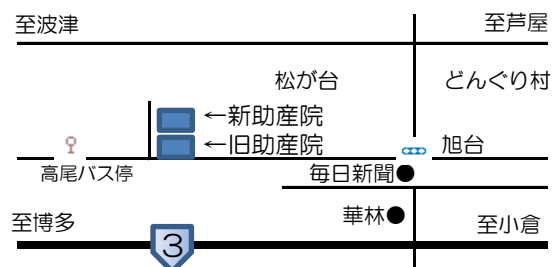 至波津
至芦屋
松が台
どんぐり村
←新助産院
←旧助産院
旭台
高尾バス停
毎日新聞●
華林●
至博多
至小倉
3